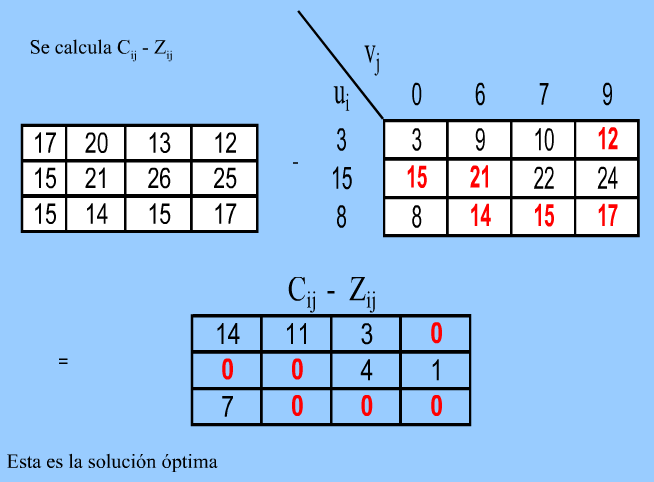 Se calcula Cij - Zij
vj
ui 0 6 7 9
17 20 13 12
15 21 26 25
15 14 15 17
-
3 3 9 10 12
15 15 21 22 24
8 8 14 15 17
Cij - Zij
=
14 11 3 0
0 0 4 1
7 0 0 0
Esta es la solución óptima